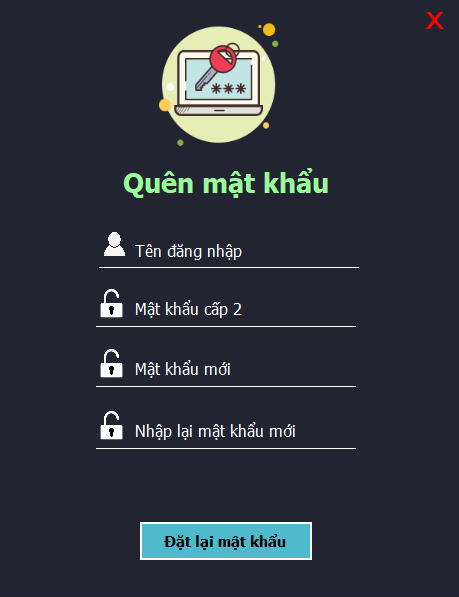 X
***
Quên mật khẩu
Tên đăng nhập
Mật khẩu cấp 2
Mật khẩu mới
Nhập lại mật khẩu mới
Đặt lại mật khẩu